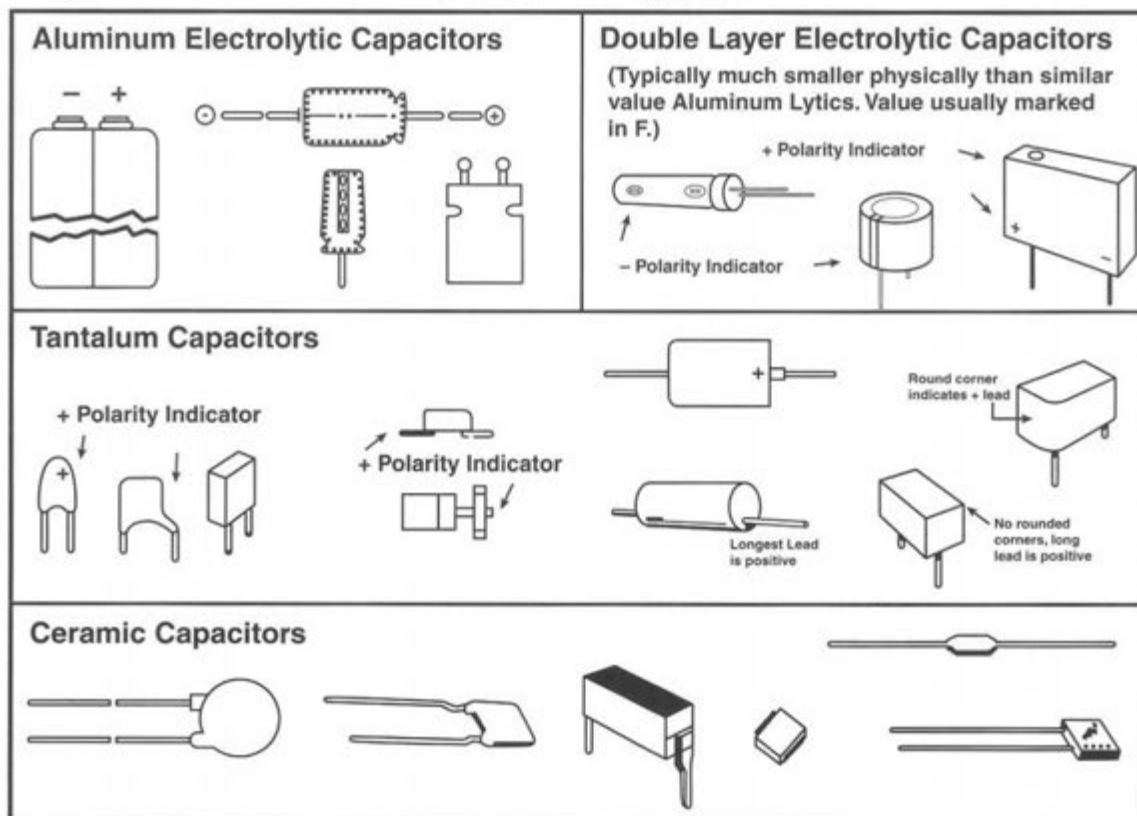 Aluminum Electrolytic Capacitors
− +
− +
Double Layer Electrolytic Capacitors
(Typically much smaller physically than similar
value Aluminum Lytics. Value usually marked
in F.)
+ Polarity Indicator
− Polarity Indicator
+
−
Tantalum Capacitors
+ Polarity Indicator
+
+ Polarity Indicator
+
Longest Lead
is positive
Round corner
indicates + lead
No rounded
corners, long
lead is positive
Ceramic Capacitors